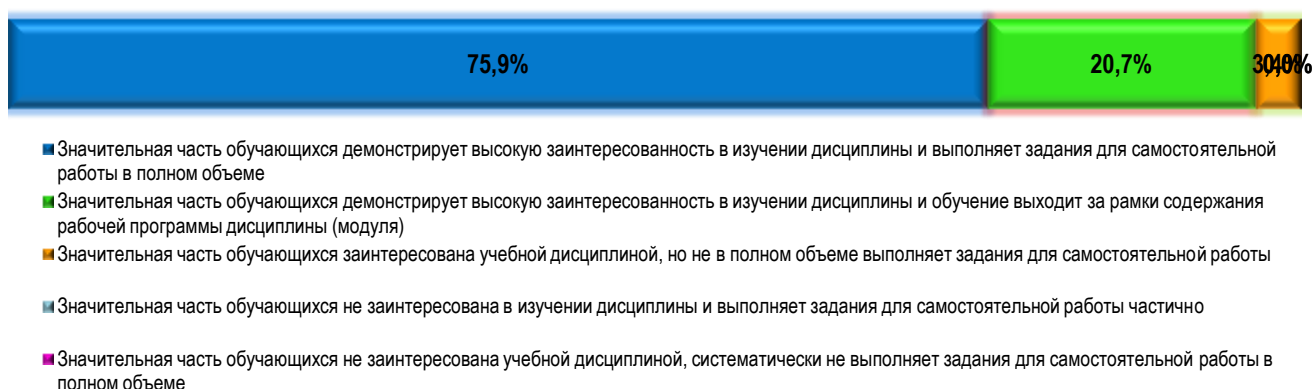 75,9%
20,7%
Значительная часть обучающихся демонстрирует высокую заинтересованность в изучении дисциплины и выполняет задания для самостоятельной
работы в полном объеме
Значительная часть обучающихся демонстрирует высокую заинтересованность в изучении дисциплины и обучение выходит за рамки содержания
рабочей программы дисциплины (модуля)
Значительная часть обучающихся заинтересована учебной дисциплиной, но не в полном объеме выполняет задания для самостоятельной работы
Значительная часть обучающихся не заинтересована в изучении дисциплины и выполняет задания для самостоятельной работы частично
Значительная часть обучающихся не заинтересована учебной дисциплиной, систематически не выполняет задания для самостоятельной работы в
полном объеме